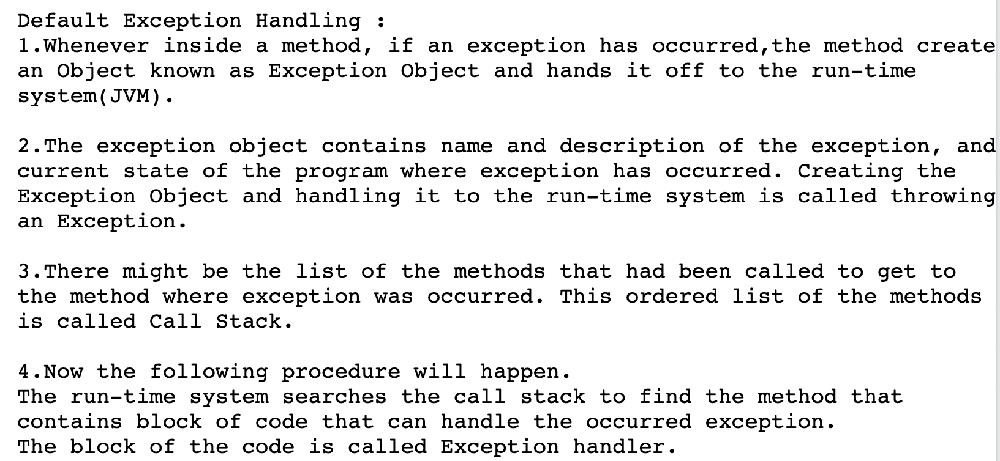 Default Exception Handling :
1.Whenever inside a method, if an exception has occurred,the method create
an Object known as Exception Object and hands it off to the run-time
system(JVM).
2.The exception object contains name and description of the exception, and
current state of the program where exception has occurred. Creating the
Exception Object and handling it to the run-time system is called throwing
an Exception.
3.There might be the list of the methods that had been called to get to
the method where exception was occurred. This ordered list of the methods
is called Call Stack.
4.Now the following procedure will happen.
The run-time system searches the call stack to find the method that
contains block of code that can handle the occurred exception.
The block of the code is called Exception handler.